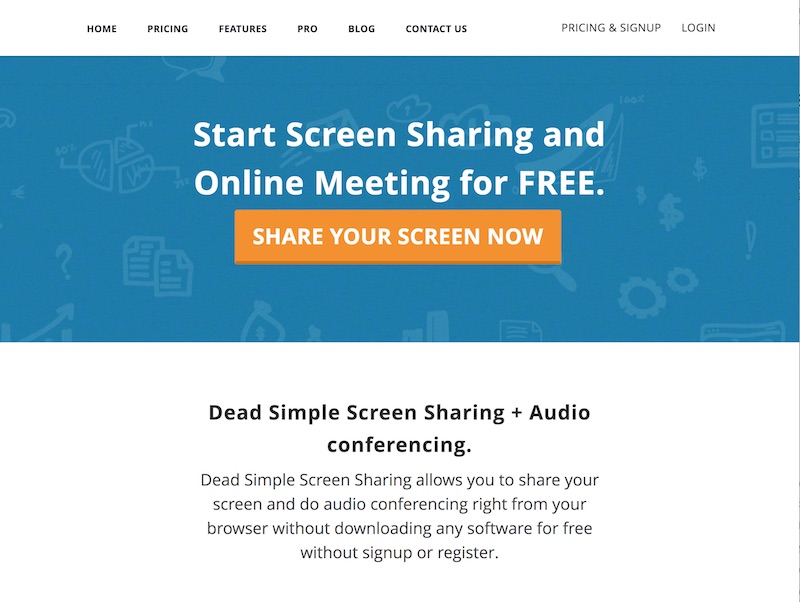 HOME PRICING FEATURES PRO BLOG CONTACT US PRICING & SIGNUP LOGIN
Start Screen Sharing and
Online Meeting for FREE.
SHARE YOUR SCREEN NOW
Dead Simple Screen Sharing + Audio
conferencing.
Dead Simple Screen Sharing allows you to share your
screen and do audio conferencing right from your
browser without downloading any software for free
without signup or register.